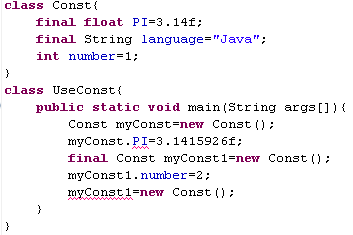 class Const{
    final float PI=3.14f;
    final String language="Java";
    int number=1;
}
class UseConst{
    public static void main(String args[]){
        Const myConst=new Const();
        myConst.PI=3.1415926f;
        final Const myConst1=new Const();
        myConst1.number=2;
        myConst1=new Const();
    }
}